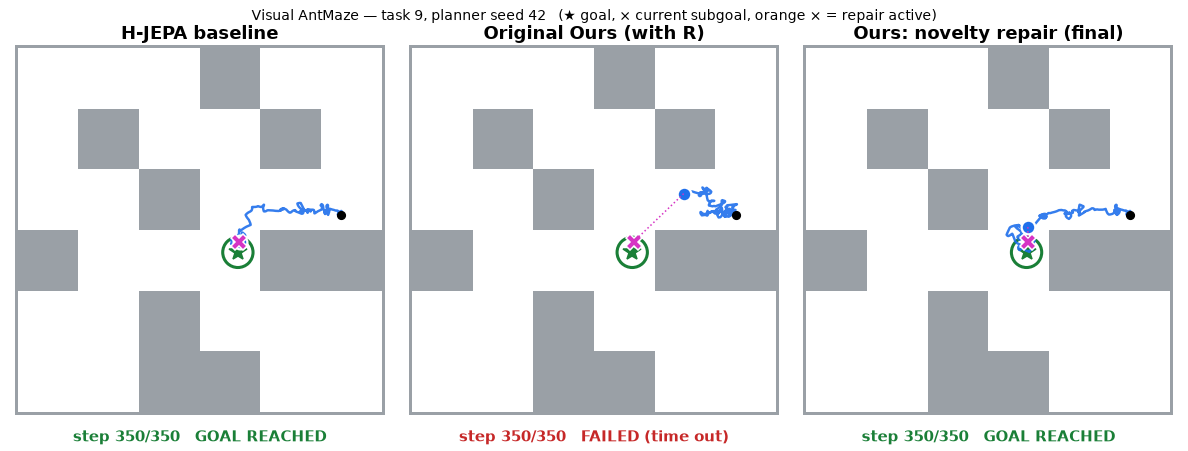 Visual AntMaze — task 9, planner seed 42   (★ goal, × current subgoal, orange × = repair active)
H-JEPA baseline
Original Ours (with R)
Ours: novelty repair (final)
step 350/350   GOAL REACHED
step 350/350   FAILED (time out)
step 350/350   GOAL REACHED